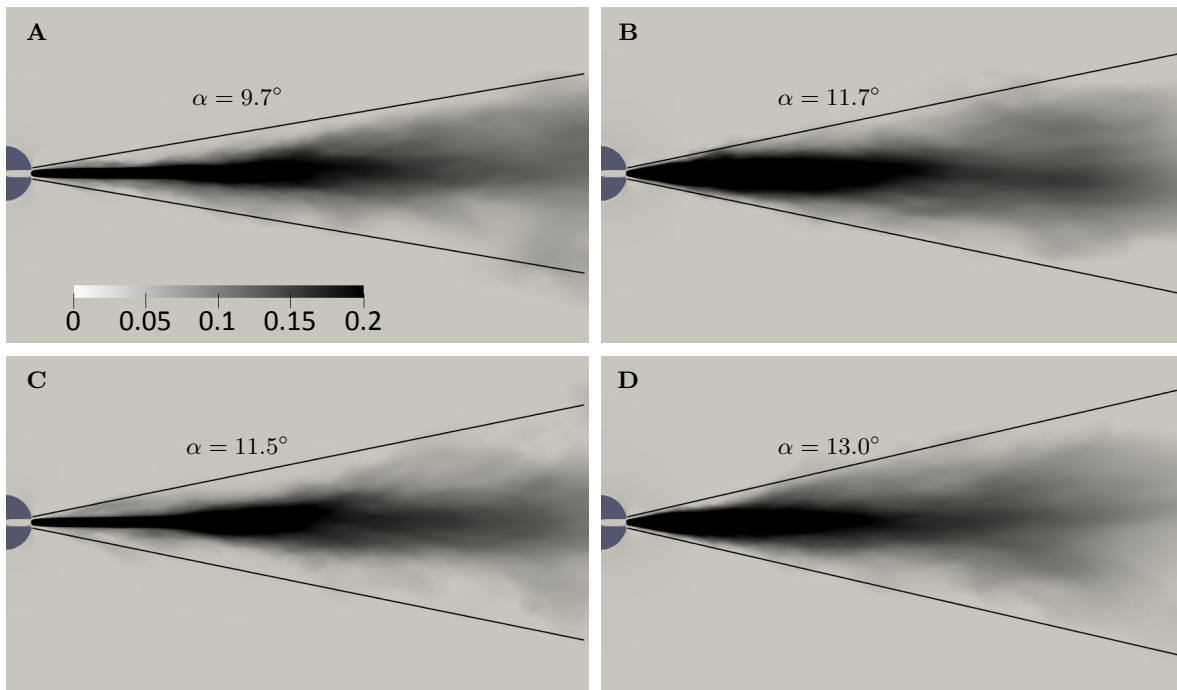 A
α = 9.7°
0 0.05 0.1 0.15 0.2
B
α = 11.7°
C
α = 11.5°
D
α = 13.0°